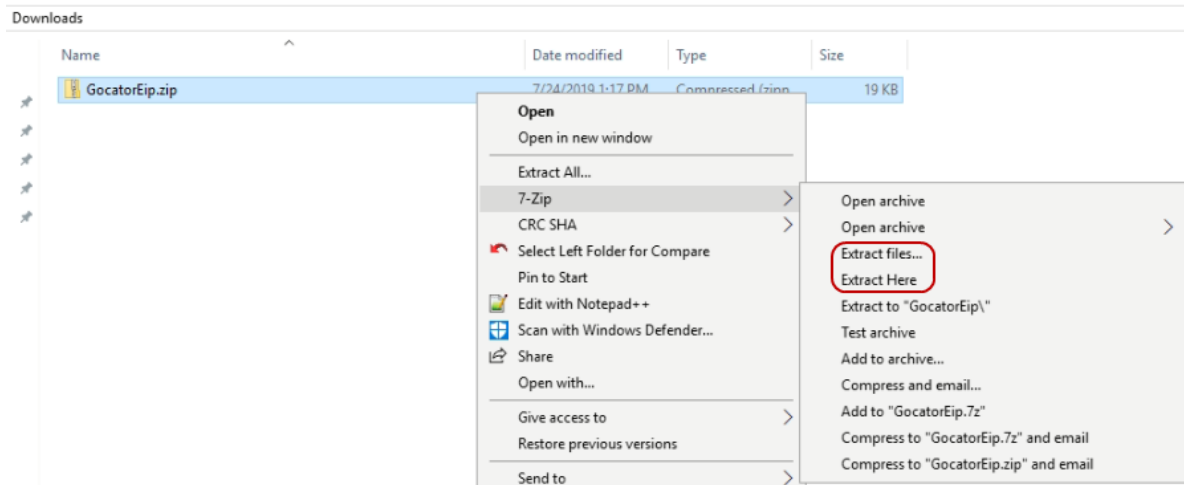 Downloads
Name Date modified Type Size
GocatorEip.zip 7/24/2019 1:17 PM Compressed (zipp 19 KB
Open
Open in new window
Extract All...
7-Zip
CRC SHA
Select Left Folder for Compare
Pin to Start
Edit with Notepad++
Scan with Windows Defender...
Share
Open with...
Give access to
Restore previous versions
Send to
Open archive
Open archive
Extract files...
Extract Here
Extract to "GocatorEip\"
Test archive
Add to archive...
Compress and email...
Add to "GocatorEip.7z"
Compress to "GocatorEip.7z" and email
Compress to "GocatorEip.zip" and email